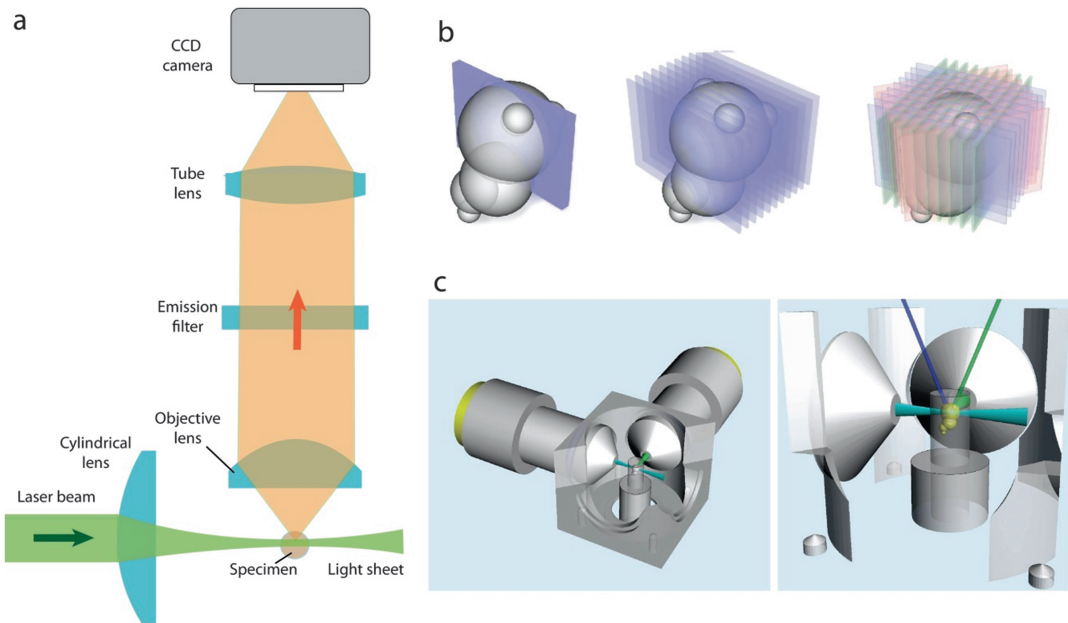 a
CCD
camera
Tube
lens
Emission
filter
Objective
lens
Cylindrical
lens
Laser beam
Specimen
Light sheet
b
c